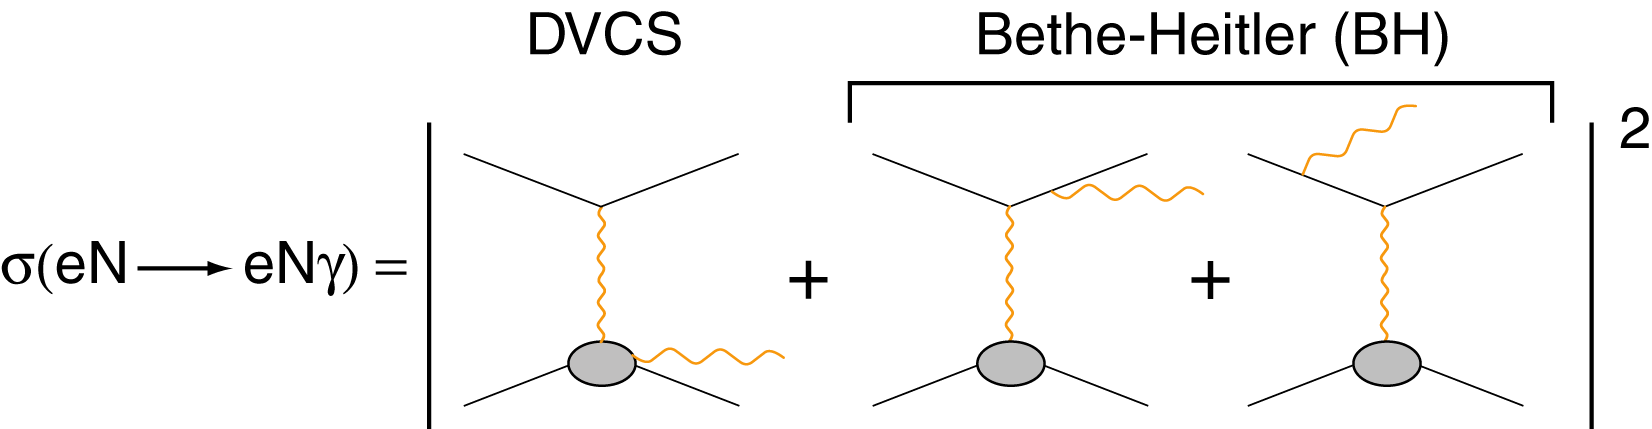 DVCS
Bethe-Heitler (BH)
2
σ(eN → eNγ) = + +